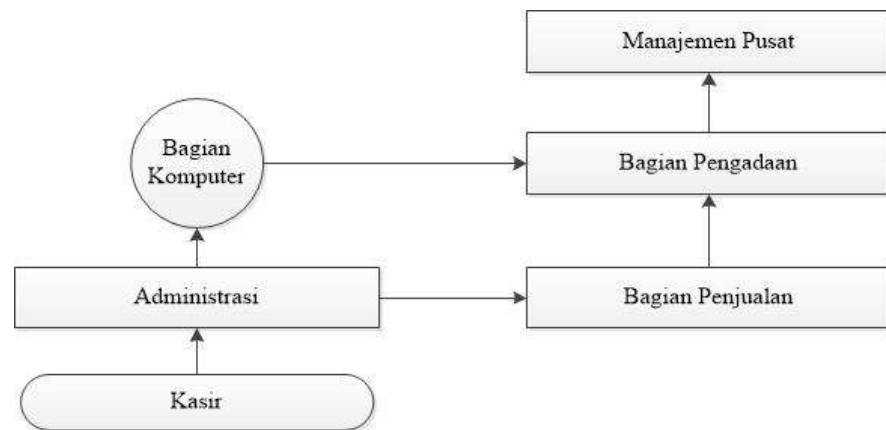 Manajemen Pusat
Bagian
Komputer
Bagian Pengadaan
Administrasi
Bagian Penjualan
Kasir